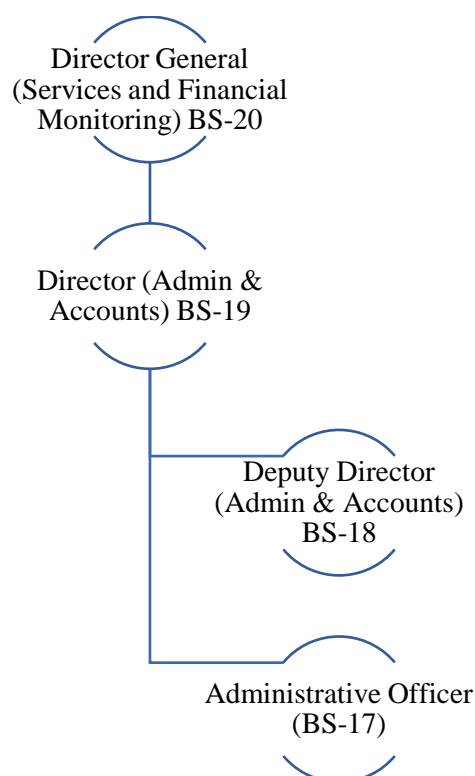 Director General
(Services and Financial
Monitoring) BS-20
Director (Admin &
Accounts) BS-19
Deputy Director
(Admin & Accounts)
BS-18
Administrative Officer
(BS-17)